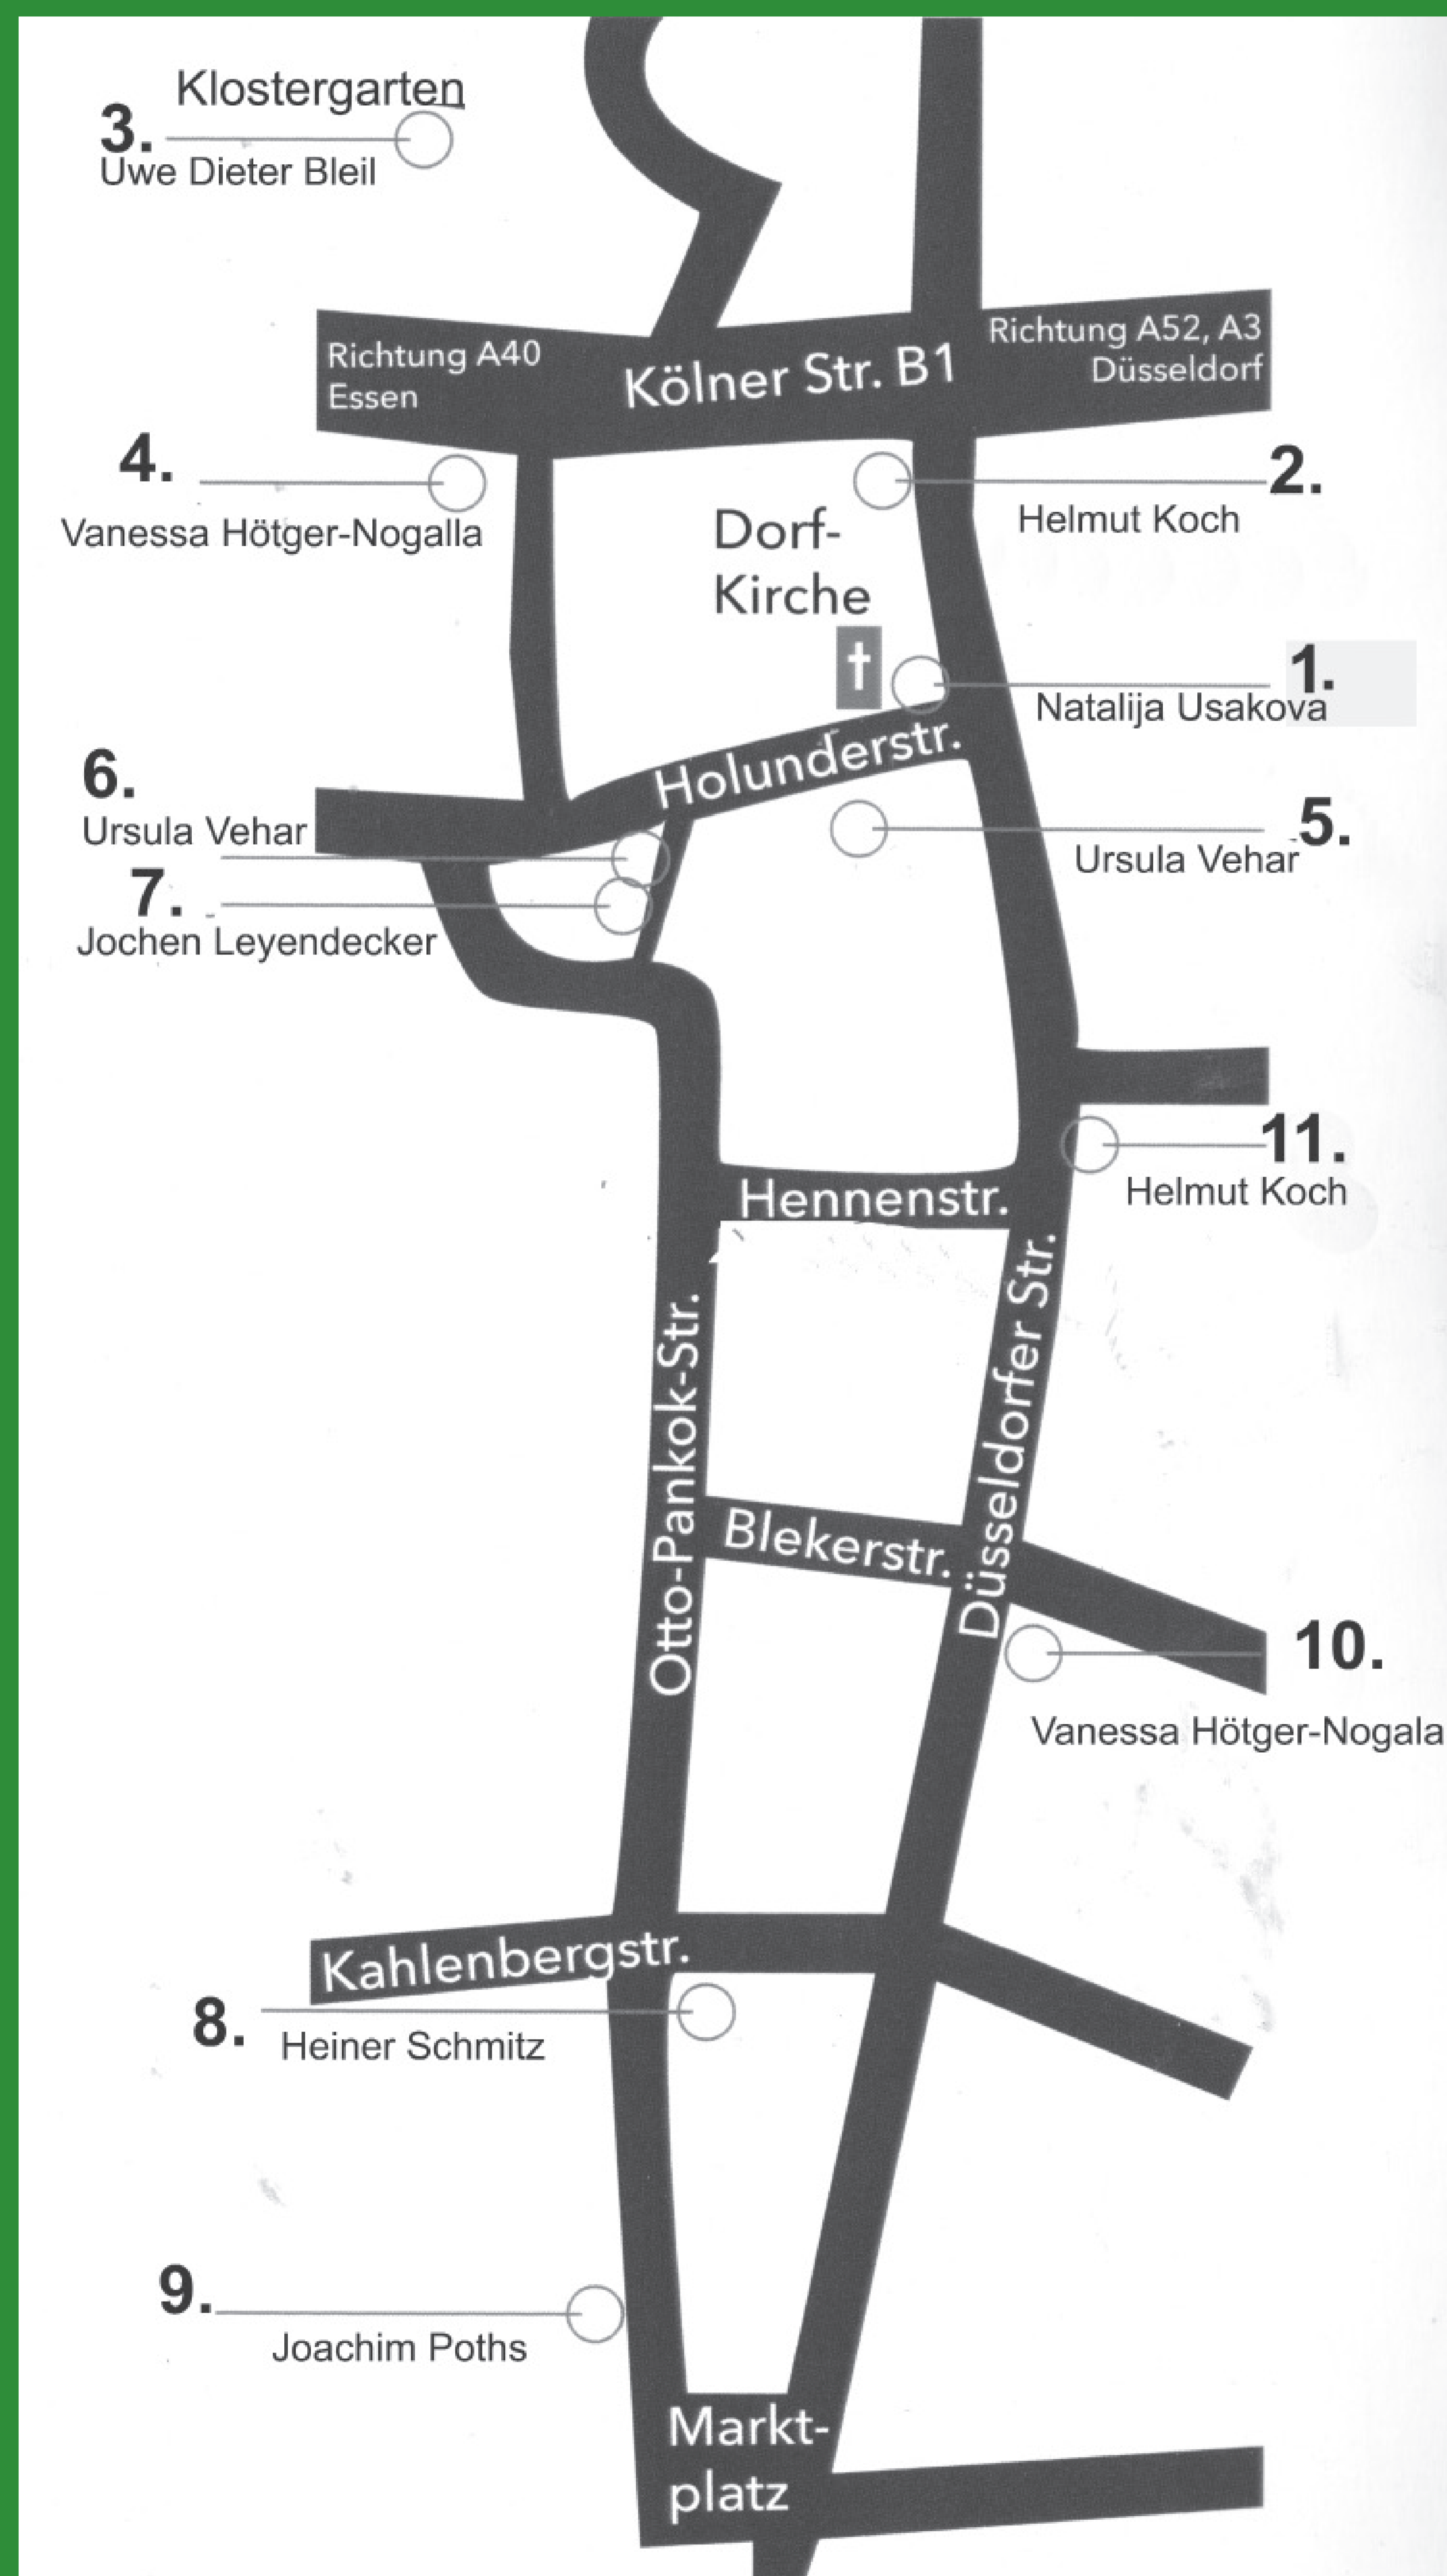 Klostergarten
3.
Uwe Dieter Bleil
Richtung A40
Essen
Kölner Str. B1
Richtung A52, A3
Düsseldorf
4.
Vanessa Hötger-Nogalla
2.
Helmut Koch
Dorf-
Kirche
1.
Natalija Usakova
Holunderstr.
6.
Ursula Vehar
5.
Ursula Vehar
7.
Jochen Leyendecker
11.
Helmut Koch
Hennenstr.
Otto-Pankok-Str.
Düsseldorfer Str.
Blekerstr.
10.
Vanessa Hötger-Nogala
Kahlenbergstr.
8.
Heiner Schmitz
9.
Joachim Poths
Markt-
platz